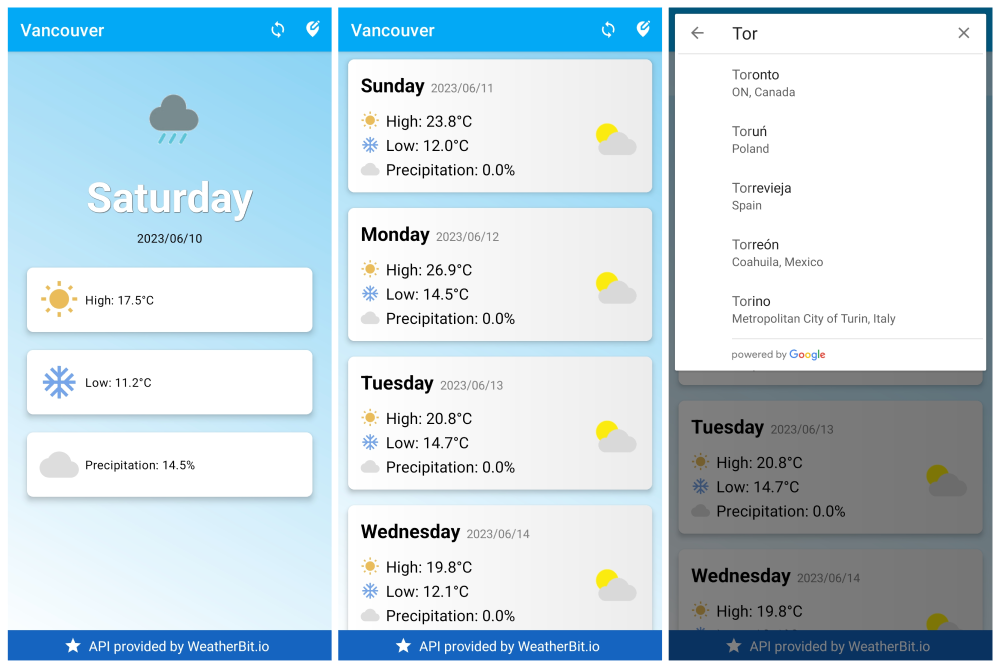 Vancouver
Saturday
2023/06/10
High: 17.5°C
Low: 11.2°C
Precipitation: 14.5%
API provided by WeatherBit.io
Vancouver
Sunday 2023/06/11
High: 23.8°C
Low: 12.0°C
Precipitation: 0.0%
Monday 2023/06/12
High: 26.9°C
Low: 14.5°C
Precipitation: 0.0%
Tuesday 2023/06/13
High: 20.8°C
Low: 14.7°C
Precipitation: 0.0%
Wednesday 2023/06/14
High: 19.8°C
Low: 12.1°C
Precipitation: 0.0%
API provided by WeatherBit.io
Tor
Toronto
ON, Canada
Toruń
Poland
Torrevieja
Spain
Torreón
Coahuila, Mexico
Torino
Metropolitan City of Turin, Italy
powered by Google
Tuesday 2023/06/13
High: 20.8°C
Low: 14.7°C
Precipitation: 0.0%
Wednesday 2023/06/14
High: 19.8°C
API provided by WeatherBit.io